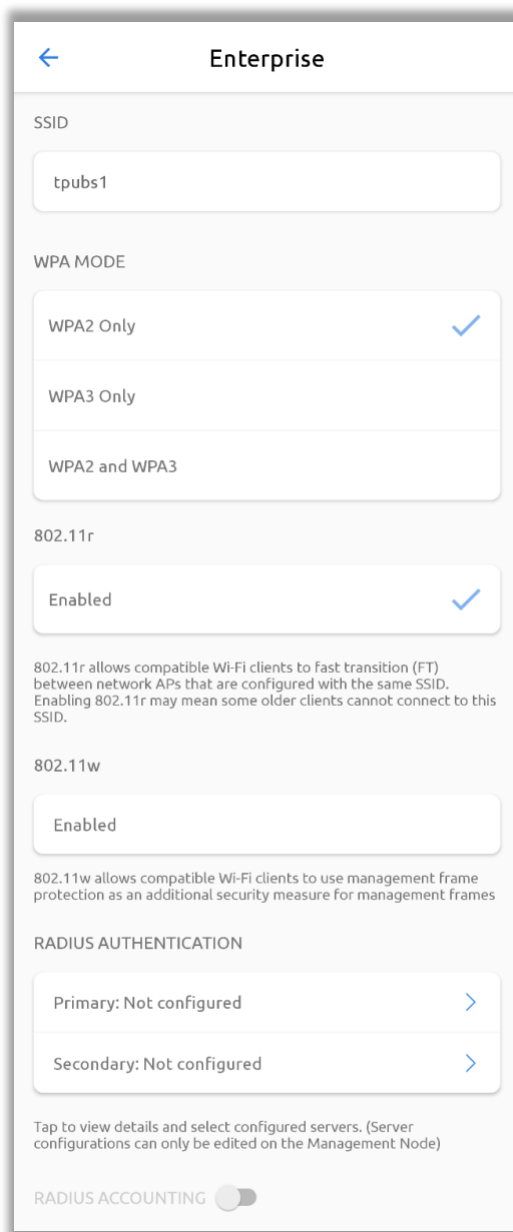 Enterprise
SSID
tpubs1
WPA MODE
WPA2 Only
WPA3 Only
WPA2 and WPA3
802.11r
Enabled
802.11r allows compatible Wi-Fi clients to fast transition (FT)
between network APs that are configured with the same SSID.
Enabling 802.11r may mean some older clients cannot connect to this
SSID.
802.11w
Enabled
802.11w allows compatible Wi-Fi clients to use management frame
protection as an additional security measure for management frames
RADIUS AUTHENTICATION
Primary: Not configured
Secondary: Not configured
Tap to view details and select configured servers. (Server
configurations can only be edited on the Management Node)
RADIUS ACCOUNTING